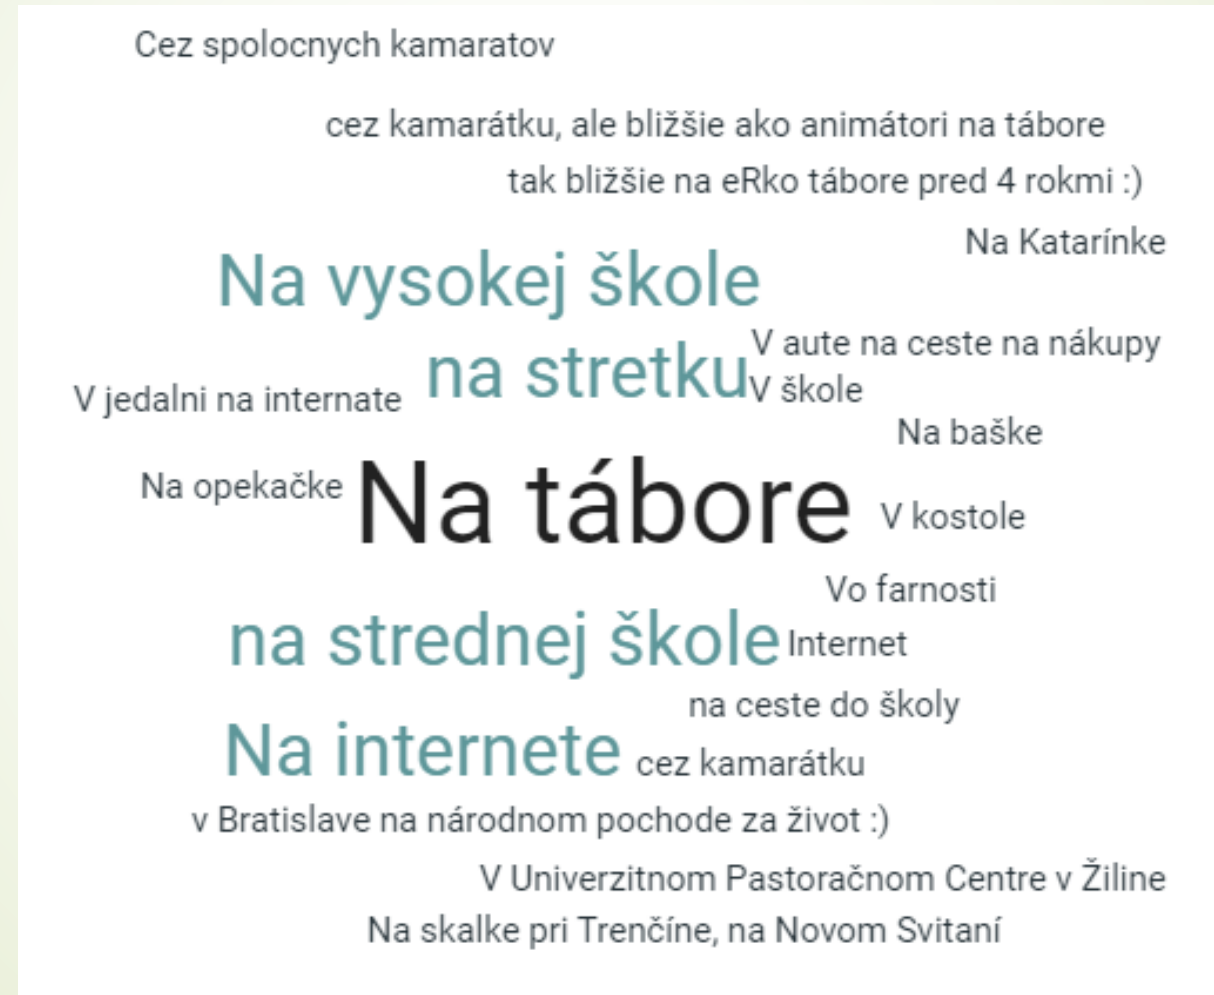 Cez spolocnych kamaratov
cez kamarátku, ale bližšie ako animátori na tábore
tak bližšie na eRko tábore pred 4 rokmi :)
Na Katarínke
Na vysokej škole
V aute na ceste na nákupy
na stretku
V škole
V jedalni na internate
Na baške
Na opekačke
Na tábore
V kostole
Vo farnosti
na strednej škole
Internet
na ceste do školy
Na internete
cez kamarátku
v Bratislave na národnom pochode za život :)
V Univerzitnom Pastoračnom Centre v Žiline
Na skalke pri Trenčíne, na Novom Svitaní